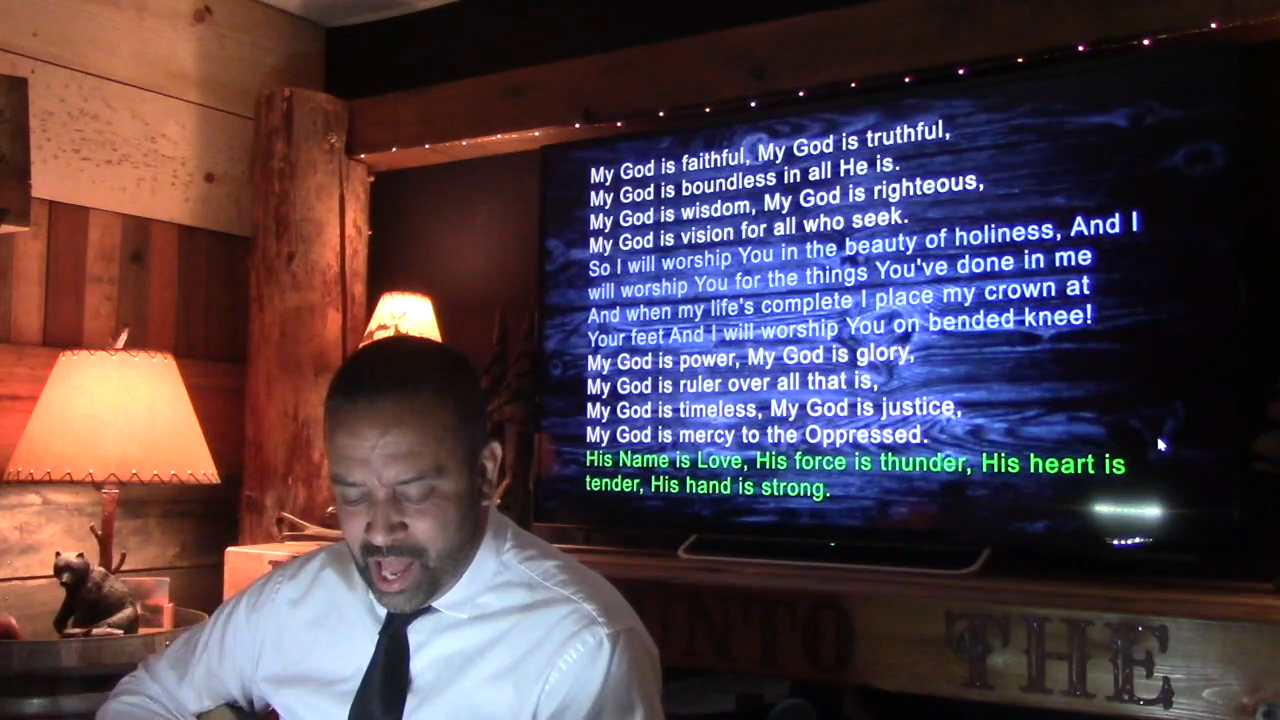 My God is faithful, My God is truthful,
My God is boundless in all He is.
My God is wisdom, My God is righteous,
My God is vision for all who seek.
So I will worship You in the beauty of holiness, And I
will worship You for the things You've done in me
And when my life's complete I place my crown at
Your feet And I will worship You on bended knee!
My God is power, My God is glory,
My God is ruler over all that is,
My God is timeless, My God is justice,
My God is mercy to the Oppressed.
His Name is Love, His force is thunder, His heart is
tender, His hand is strong.
INTO THE